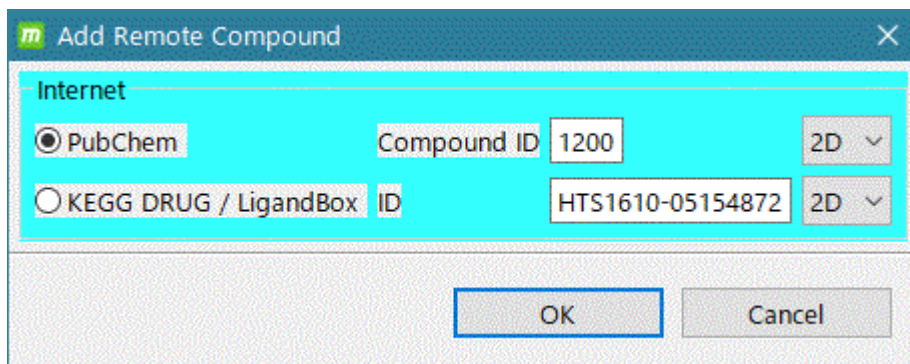 m Add Remote Compound
Internet
PubChem Compound ID 1200 2D
KEGG DRUG / LigandBox ID HTS1610-05154872 2D
OK Cancel